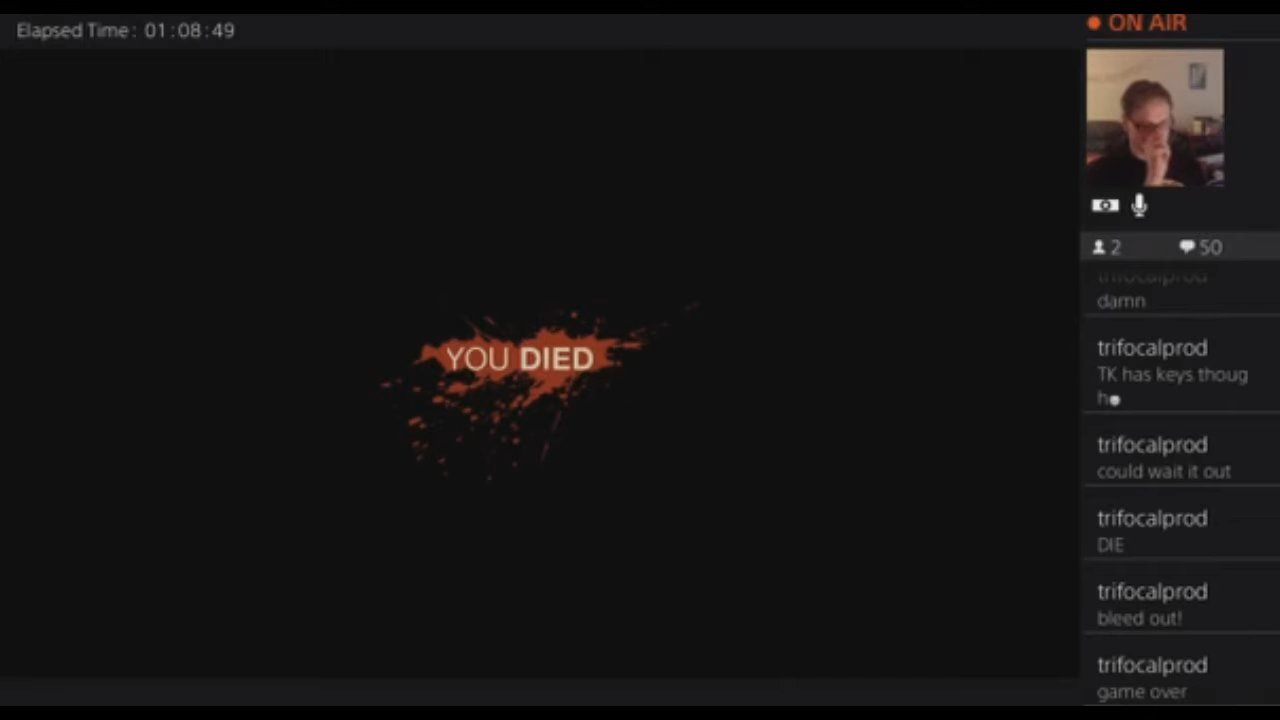 Elapsed Time: 01:08:49
ON AIR
YOU DIED
2 50
trifocalprod
damn
trifocalprod
TK has keys thoug
h
trifocalprod
could wait it out
trifocalprod
DIE
trifocalprod
bleed out!
trifocalprod
game over